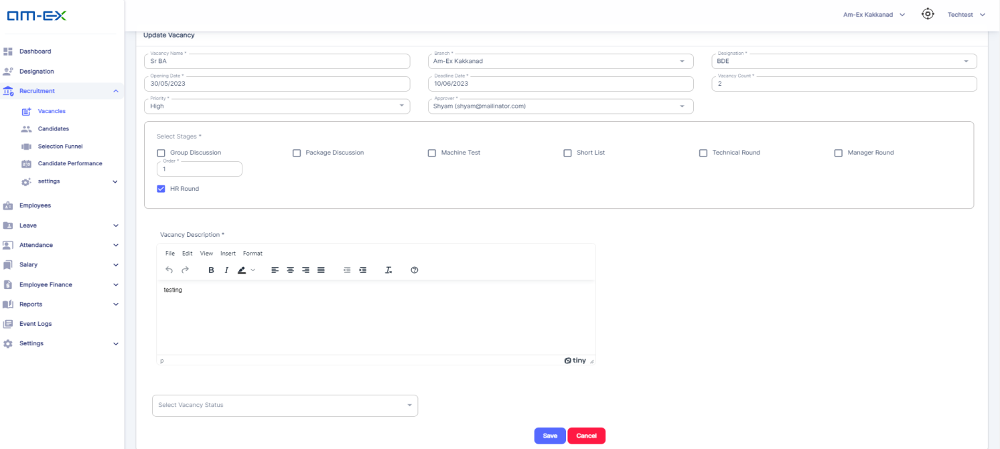 am-ex
Am-Ex Kakkanad
Techtest
Dashboard
Designation
Recruitment
Vacancies
Candidates
Selection Funnel
Candidate Performance
settings
Employees
Leave
Attendance
Salary
Employee Finance
Reports
Event Logs
Settings
Update Vacancy
Vacancy Name * Branch * Designation *
Sr BA Am-Ex Kakkanad BDE
Opening Date * Deadline Date * Vacancy Count *
30/05/2023 10/06/2023 2
Priority * Approver *
High Shyam (shyam@mailinator.com)
Select Stages *
Group Discussion Package Discussion Machine Test Short List Technical Round Manager Round
Order *
1
HR Round
Vacancy Description *
File Edit View Insert Format
B I
testing
p tiny
Select Vacancy Status
Save Cancel